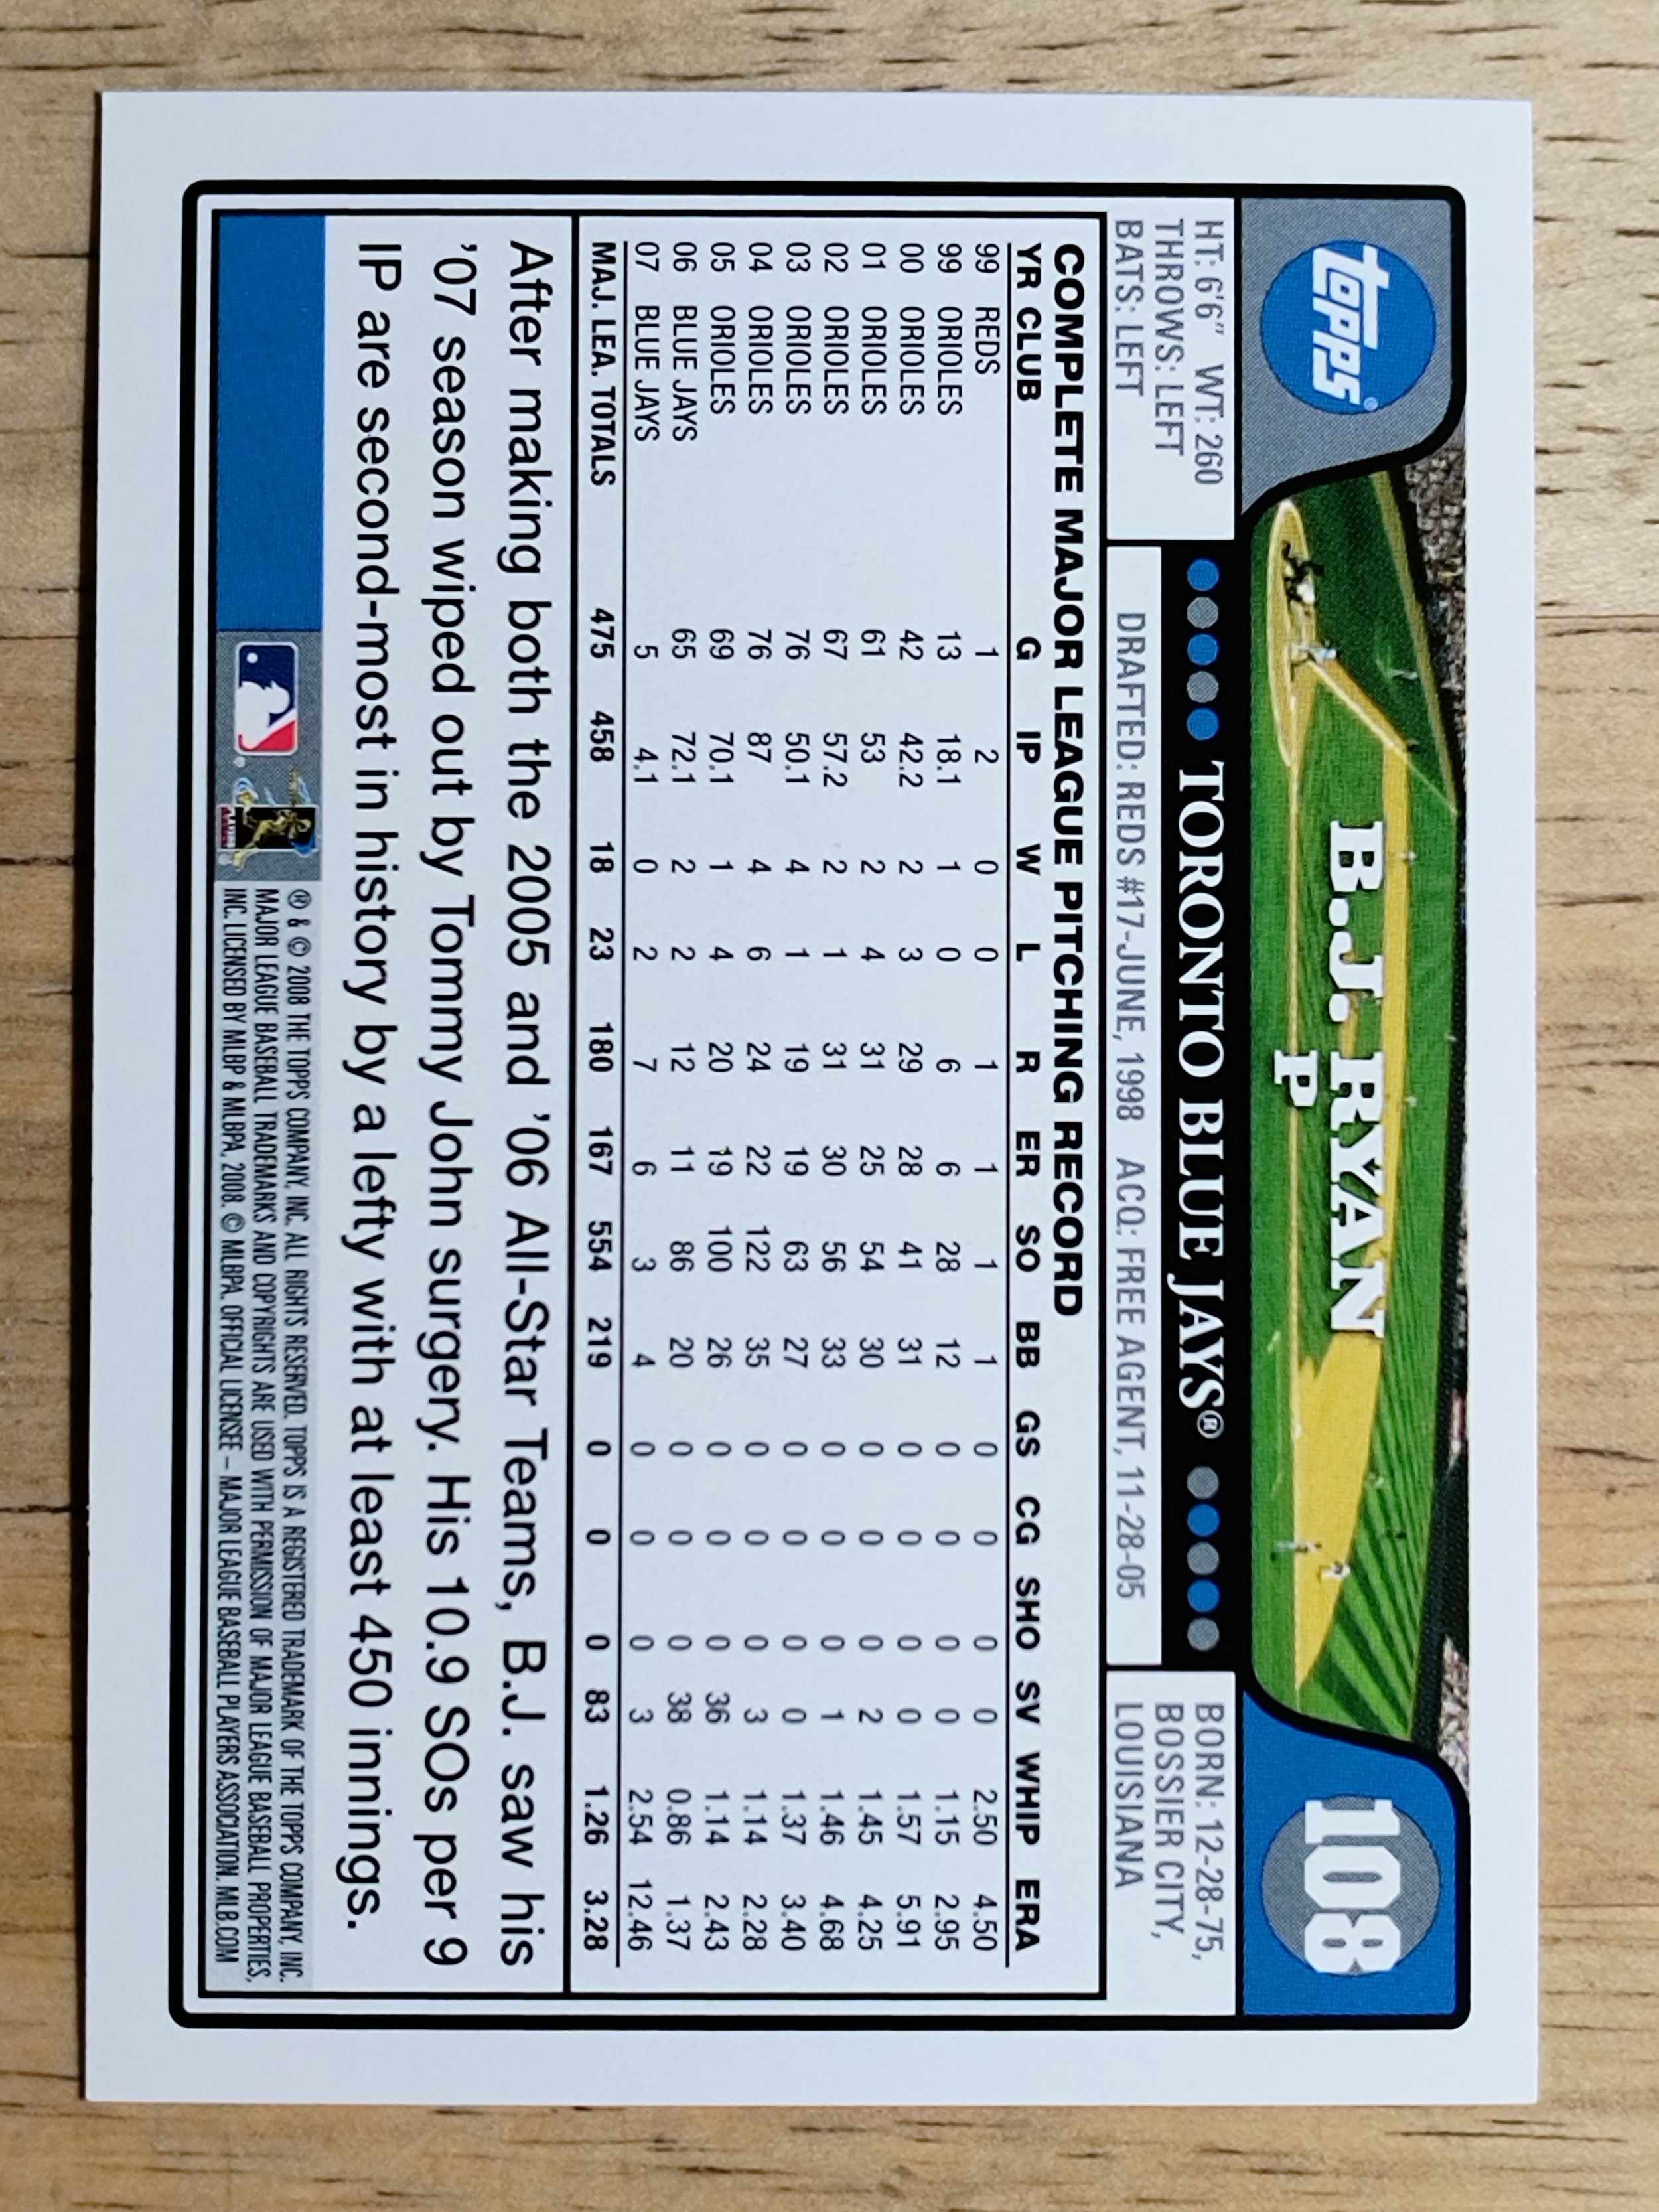 topps®
B.J. RYAN
P
108
HT: 6'6" WT: 260
THROWS: LEFT
BATS: LEFT
TORONTO BLUE JAYS®
DRAFTED: REDS #17-JUNE, 1998 ACQ: FREE AGENT, 11-28-05
BORN: 12-28-75,
BOSSIER CITY,
LOUISIANA
COMPLETE MAJOR LEAGUE PITCHING RECORD
YR CLUB G IP W L R ER SO BB GS CG SHO SV WHIP ERA
99 REDS 1 2 0 0 1 1 1 1 0 0 0 0 2.50 4.50
99 ORIOLES 13 18.1 1 0 6 6 28 12 0 0 0 0 1.15 2.95
00 ORIOLES 42 42.2 2 3 29 28 41 31 0 0 0 0 1.57 5.91
01 ORIOLES 61 53 2 4 31 25 54 30 0 0 0 2 1.45 4.25
02 ORIOLES 67 57.2 2 1 31 30 56 33 0 0 0 1 1.46 4.68
03 ORIOLES 76 50.1 4 1 19 19 63 27 0 0 0 0 1.37 3.40
04 ORIOLES 76 87 4 6 24 22 122 35 0 0 0 3 1.14 2.28
05 ORIOLES 69 70.1 1 4 20 19 100 26 0 0 0 36 1.14 2.43
06 BLUE JAYS 65 72.1 2 2 12 11 86 20 0 0 0 38 0.86 1.37
07 BLUE JAYS 5 4.1 0 2 7 6 3 4 0 0 0 3 2.54 12.46
MAJ. LEA. TOTALS 475 458 18 23 180 167 554 219 0 0 0 83 1.26 3.28
After making both the 2005 and '06 All-Star Teams, B.J. saw his
'07 season wiped out by Tommy John surgery. His 10.9 SOs per 9
IP are second-most in history by a lefty with at least 450 innings.
® & © 2008 THE TOPPS COMPANY, INC. ALL RIGHTS RESERVED. TOPPS IS A REGISTERED TRADEMARK OF THE TOPPS COMPANY, INC.
MAJOR LEAGUE BASEBALL TRADEMARKS AND COPYRIGHTS ARE USED WITH PERMISSION OF MAJOR LEAGUE BASEBALL PROPERTIES,
INC. LICENSED BY MLBP & MLBPA, 2008. © MLBPA. OFFICIAL LICENSEE – MAJOR LEAGUE BASEBALL PLAYERS ASSOCIATION. MLB.COM